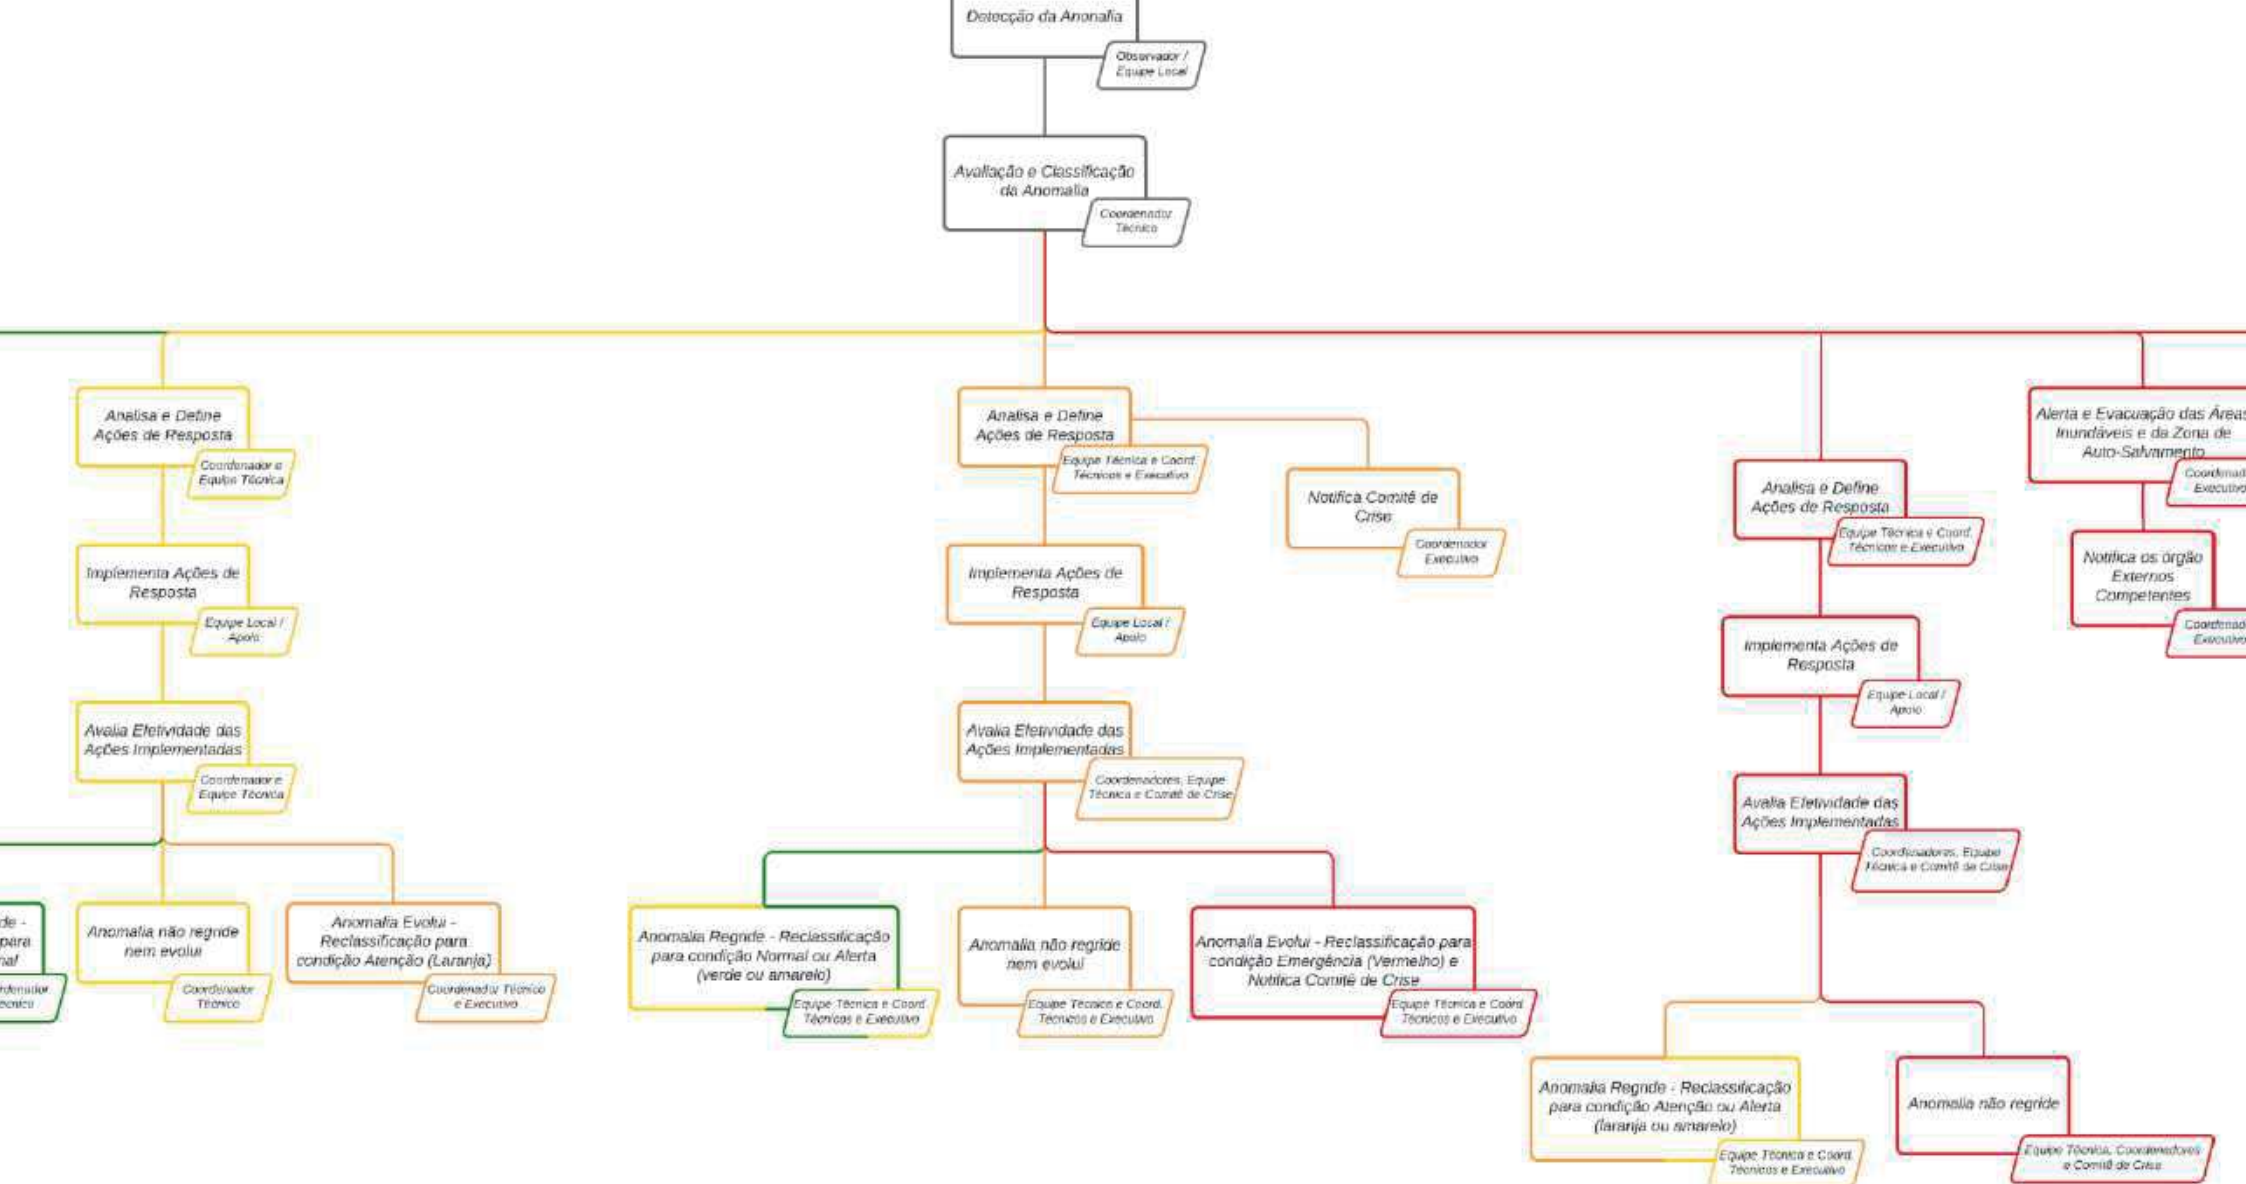 Detecção da Anonalia
Observador /
Equipe Local
Avaliação e Classificação
da Anomalia
Coordenador
Técnico
Analisa e Define
Ações de Resposta
Coordenador e
Equipe Técnica
Implementa Ações de
Resposta
Equipe Local /
Apoio
Avalia Efetividade das
Ações Implementadas
Coordenador e
Equipe Técnica
de -
para
Anomalia não regride
nem evolui
Coordenador
Técnico
Anomalia Evolui -
Reclassificação para
condição Atenção (Laranja)
Coordenador Técnico
e Executivo
Analisa e Define
Ações de Resposta
Equipe Técnica e Coord.
Técnicos e Executivo
Notifica Comitê de
Crise
Coordenador
Executivo
Implementa Ações de
Resposta
Equipe Local /
Apoio
Avalia Efetividade das
Ações Implementadas
Coordenadores, Equipe
Técnica e Comitê de Crise
Anomalia Regride - Reclassificação
para condição Normal ou Alerta
(verde ou amarelo)
Equipe Técnica e Coord.
Técnicos e Executivo
Anomalia não regride
nem evolui
Equipe Técnica e Coord.
Técnicos e Executivo
Anomalia Evolui - Reclassificação para
condição Emergência (Vermelho) e
Notifica Comitê de Crise
Equipe Técnica e Coord.
Técnicos e Executivo
Analisa e Define
Ações de Resposta
Equipe Técnica e Coord.
Técnicos e Executivo
Implementa Ações de
Resposta
Equipe Local /
Apoio
Avalia Efetividade das
Ações Implementadas
Coordenadores, Equipe
Técnica e Comitê de Crise
Anomalia Regride - Reclassificação
para condição Atenção ou Alerta
(laranja ou amarelo)
Equipe Técnica e Coord.
Técnicos e Executivo
Anomalia não regride
Equipe Técnica, Coordenadores
e Comitê de Crise
Alerta e Evacuação das Áreas
Inundáveis e da Zona de
Auto-Salvamento
Executivo
Notifica os órgão
Externos
Competentes
Executivo